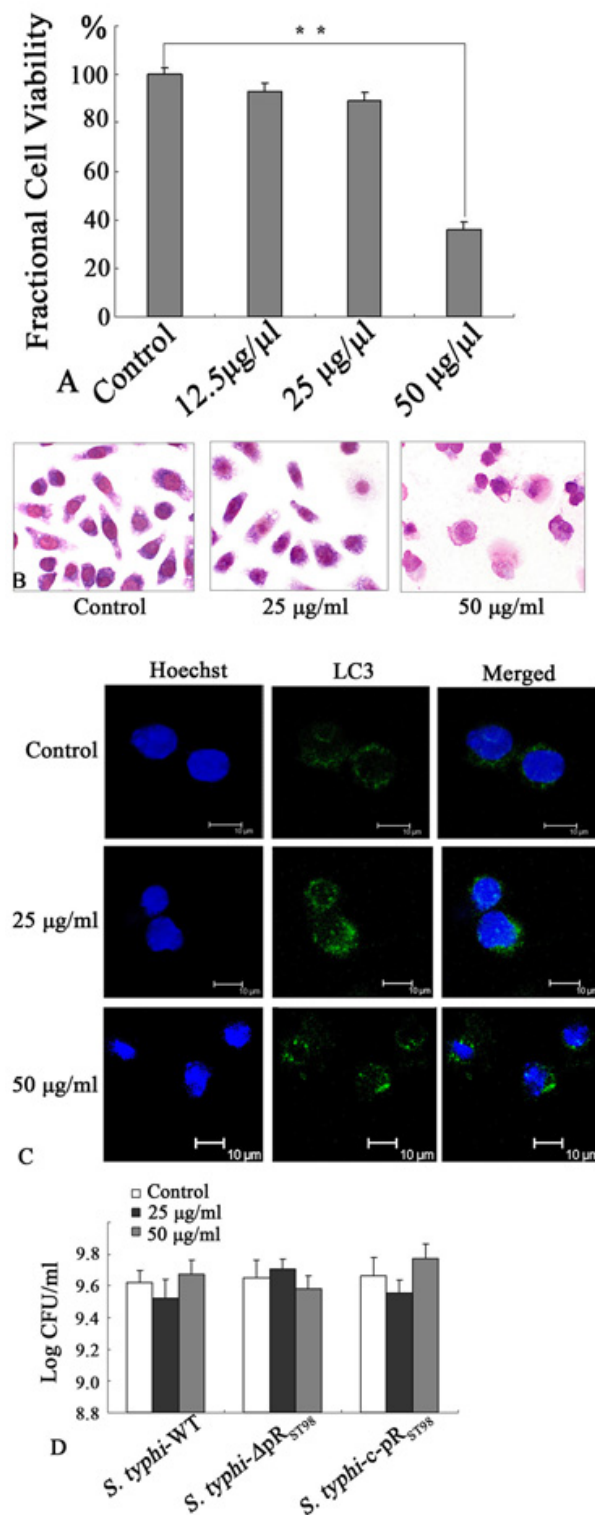 %
* *
100
80
60
40
20
0
Fractional Cell Viability
Control
12.5µg/µl
25 µg/µl
50 µg/µl
A
B
Control
25 µg/ml
50 µg/ml
Hoechst
LC3
Merged
Control
10 µm
10 µm
10 µm
25 µg/ml
10 µm
10 µm
10 µm
50 µg/ml
10 µm
10 µm
10 µm
C
Control
25 µg/ml
50 µg/ml
9.8
9.6
9.4
9.2
9.0
8.8
Log CFU/ml
S. typhi-WT
S. typhi-ΔpRST98
S. typhi-c-pRST98
D